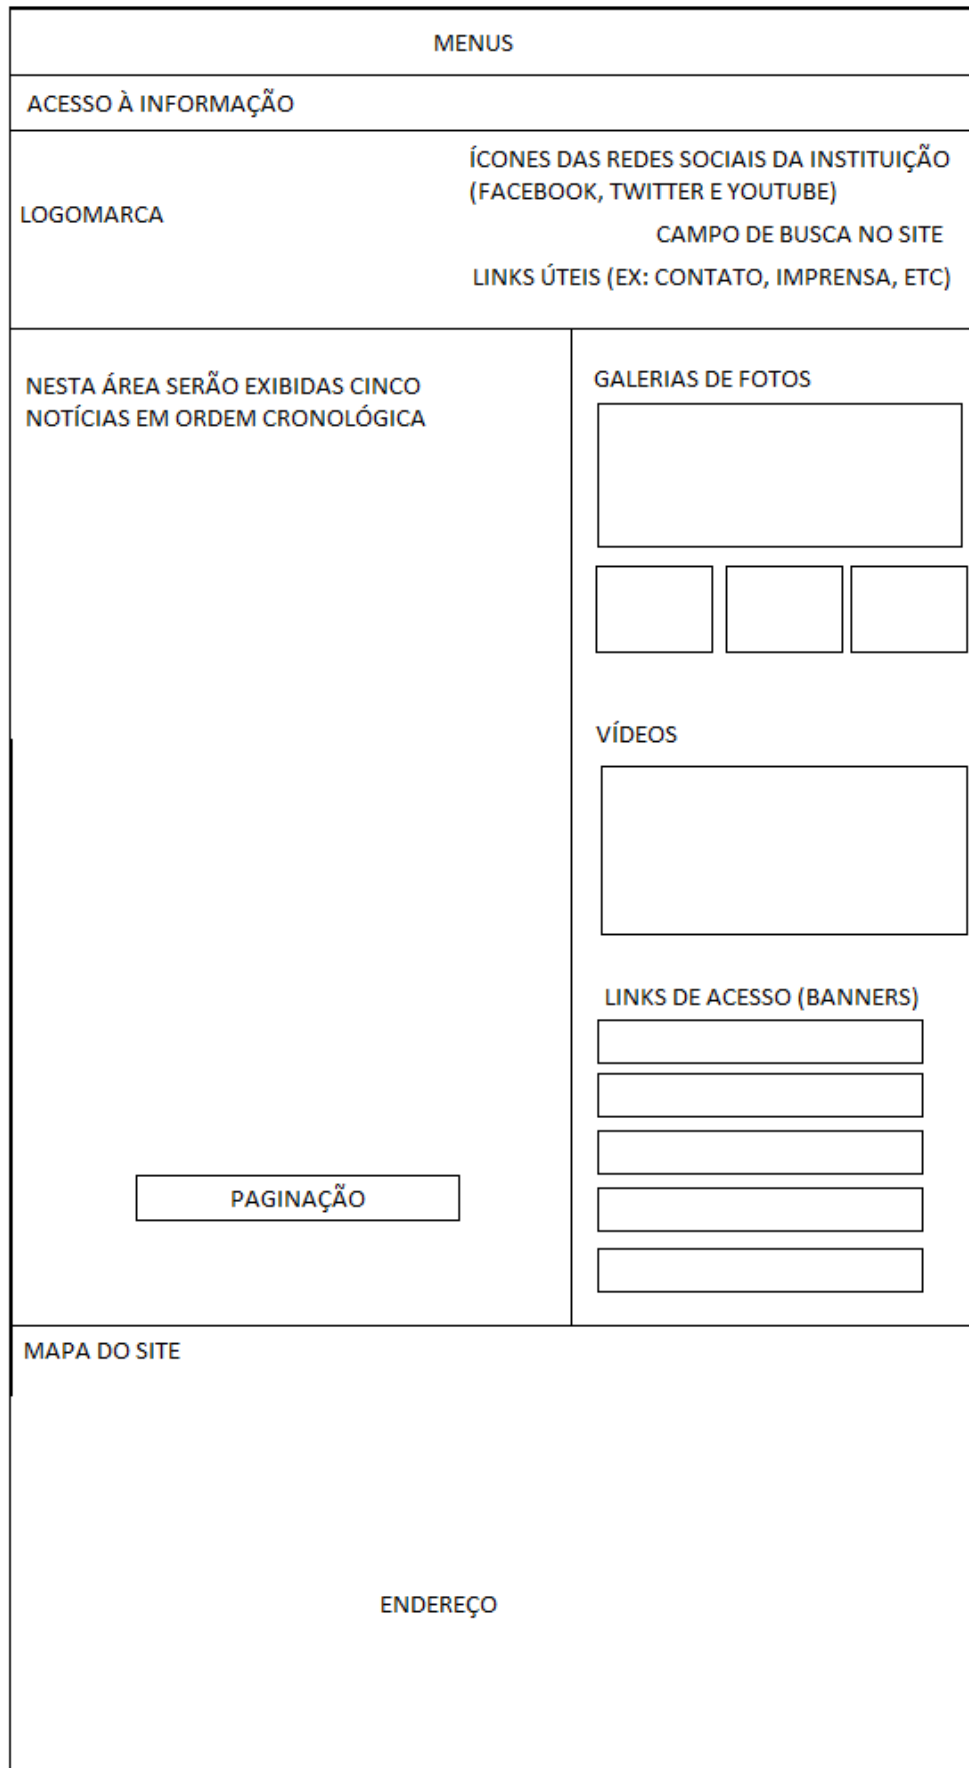 MENUS
ACESSO À INFORMAÇÃO
LOGOMARCA
ÍCONES DAS REDES SOCIAIS DA INSTITUIÇÃO
(FACEBOOK, TWITTER E YOUTUBE)
CAMPO DE BUSCA NO SITE
LINKS ÚTEIS (EX: CONTATO, IMPRENSA, ETC)
NESTA ÁREA SERÃO EXIBIDAS CINCO
NOTÍCIAS EM ORDEM CRONOLÓGICA
PAGINAÇÃO
GALERIAS DE FOTOS
VÍDEOS
LINKS DE ACESSO (BANNERS)
MAPA DO SITE
ENDEREÇO